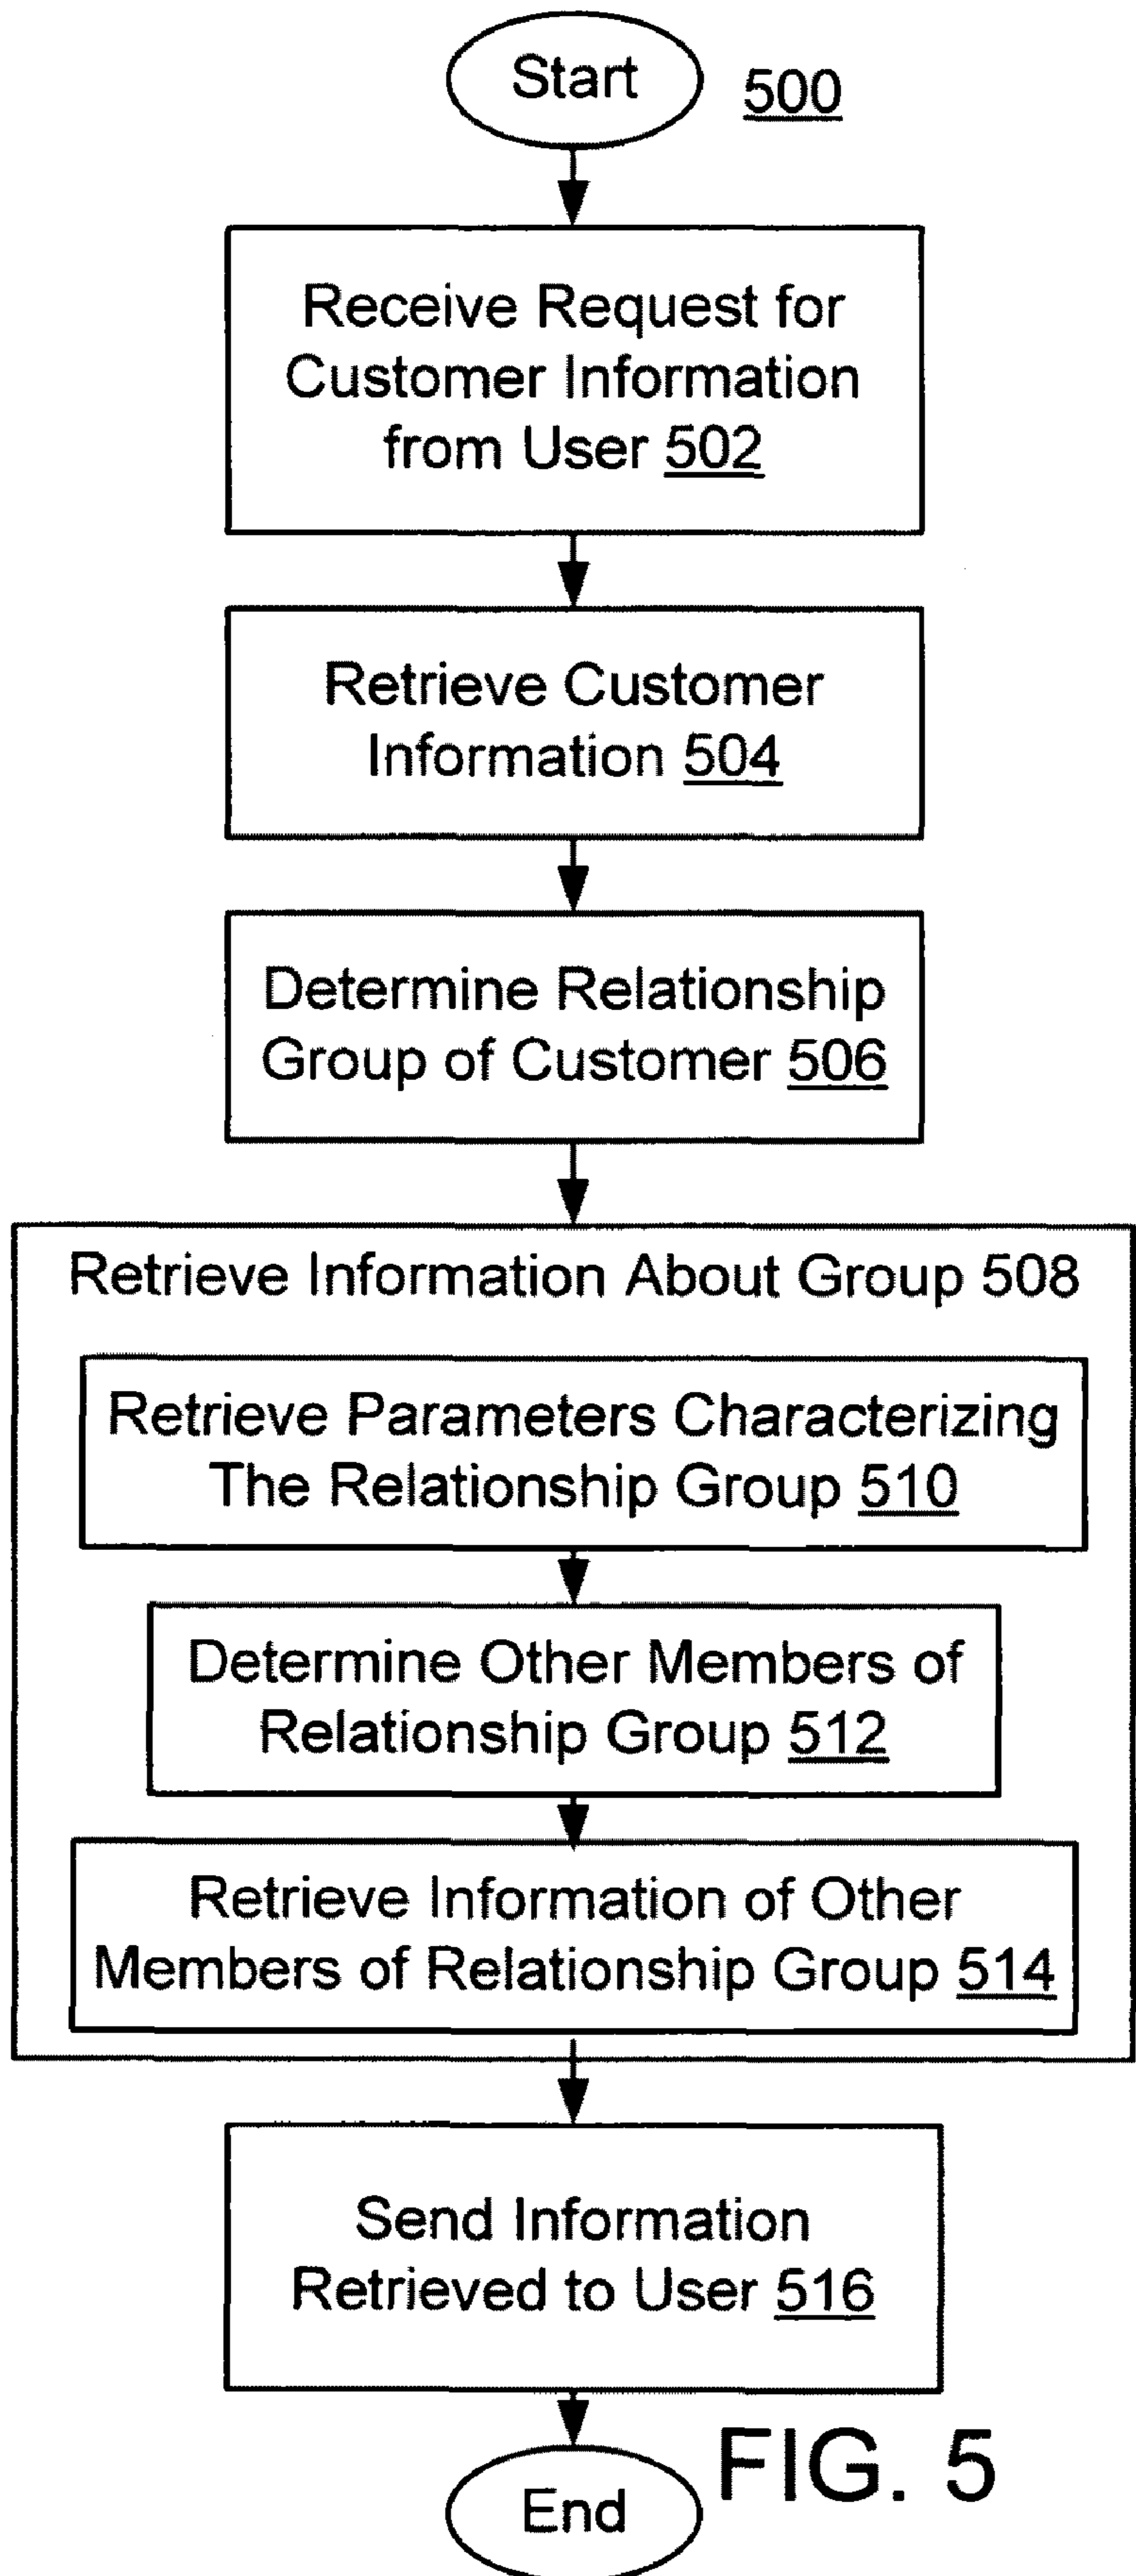 Start
500
Receive Request for
Customer Information
from User 502
Retrieve Customer
Information 504
Determine Relationship
Group of Customer 506
Retrieve Information About Group 508
Retrieve Parameters Characterizing
The Relationship Group 510
Determine Other Members of
Relationship Group 512
Retrieve Information of Other
Members of Relationship Group 514
Send Information
Retrieved to User 516
End
FIG. 5